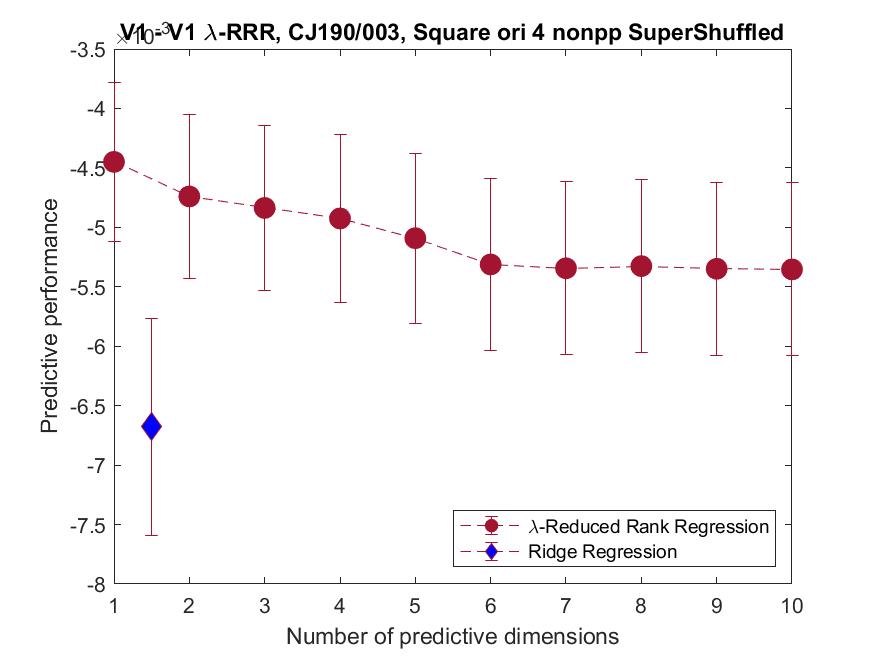 V1 - V1 λ-RRR, CJ190/003, Square ori 4 nonpp SuperShuffled
×10-3
-3.5
-4
-4.5
-5
-5.5
-6
-6.5
-7
-7.5
-8
Predictive performance
λ-Reduced Rank Regression
Ridge Regression
1 2 3 4 5 6 7 8 9 10
Number of predictive dimensions